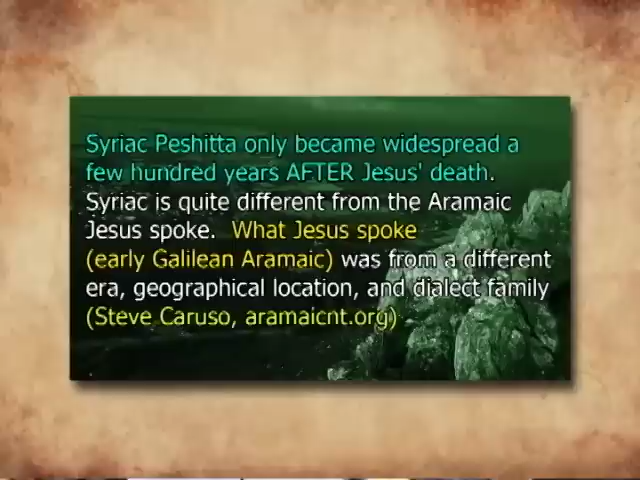 Syriac Peshitta only became widespread a
few hundred years AFTER Jesus' death.
Syriac is quite different from the Aramaic
Jesus spoke. What Jesus spoke
(early Galilean Aramaic) was from a different
era, geographical location, and dialect family
(Steve Caruso, aramaicnt.org)